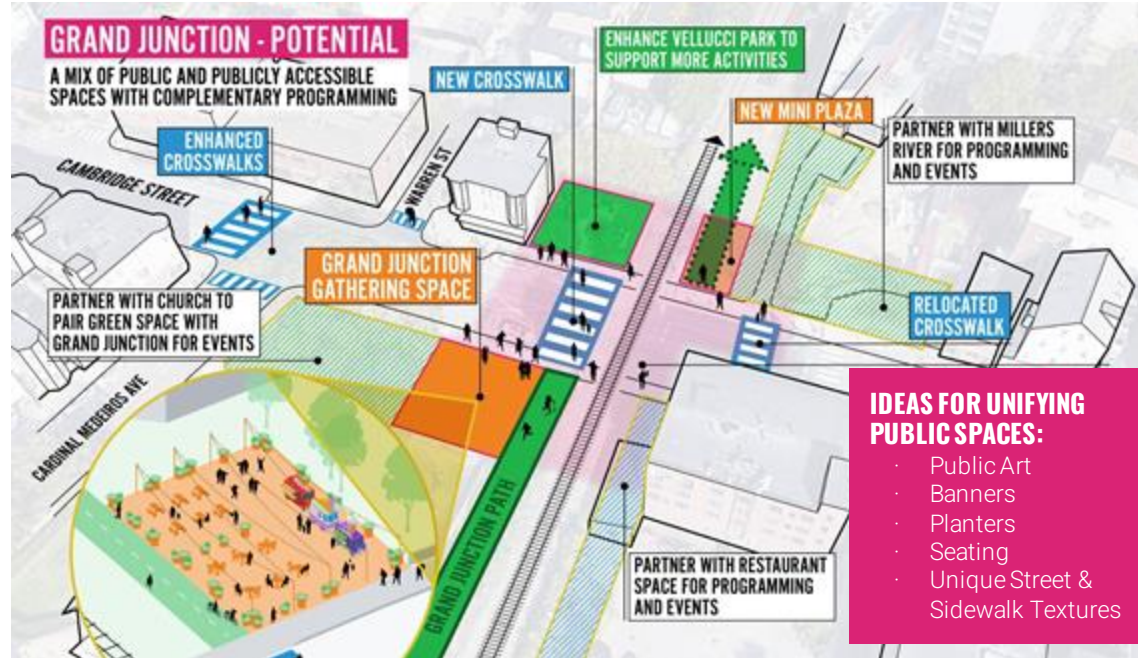 GRAND JUNCTION - POTENTIAL
A MIX OF PUBLIC AND PUBLICLY ACCESSIBLE
SPACES WITH COMPLEMENTARY PROGRAMMING
ENHANCED
CROSSWALKS
NEW CROSSWALK
ENHANCE VELLUCCI PARK TO
SUPPORT MORE ACTIVITIES
NEW MINI PLAZA
PARTNER WITH MILLERS
RIVER FOR PROGRAMMING
AND EVENTS
CAMBRIDGE STREET
WARREN ST
GRAND JUNCTION
GATHERING SPACE
PARTNER WITH CHURCH TO
PAIR GREEN SPACE WITH
GRAND JUNCTION FOR EVENTS
RELOCATED
CROSSWALK
CARDINAL MEDEIROS AVE
GRAND JUNCTION PATH
PARTNER WITH RESTAURANT
SPACE FOR PROGRAMMING
AND EVENTS
IDEAS FOR UNIFYING
PUBLIC SPACES:
· Public Art
· Banners
· Planters
· Seating
· Unique Street &
Sidewalk Textures